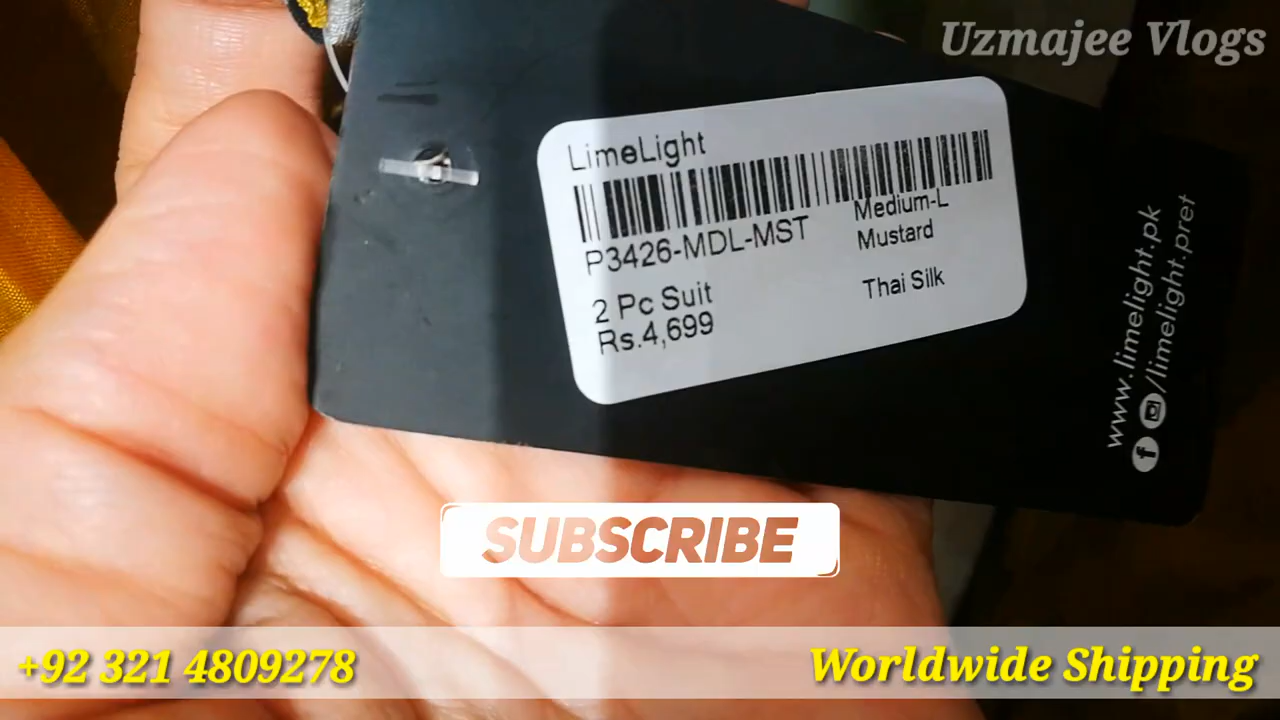 Uzmajee Vlogs
LimeLight
P3426-MDL-MST
Medium-L
Mustard
2 Pc Suit
Thai Silk
Rs.4,699
www.limelight.pk
/limelight.pret
SUBSCRIBE
+92 321 4809278
Worldwide Shipping